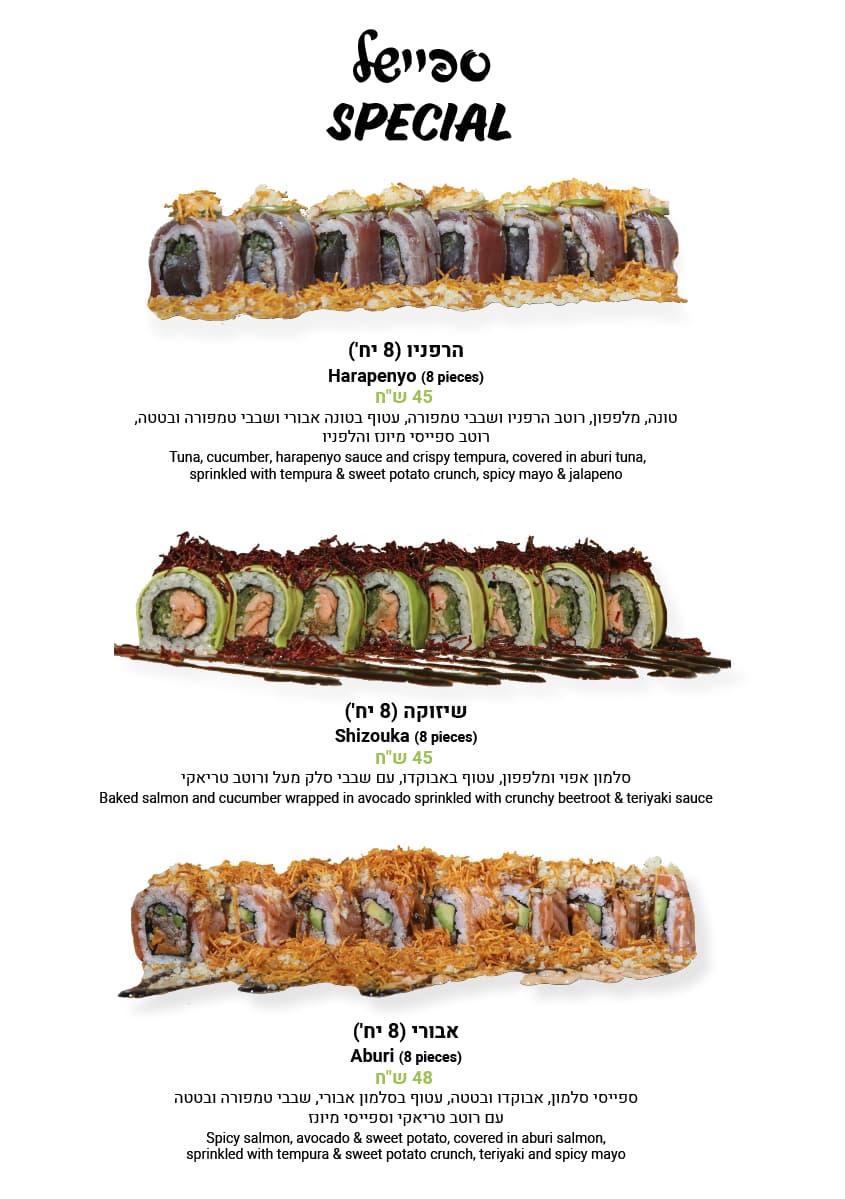 ספיישל
SPECIAL
הרפניו (8 יח')
Harapenyo (8 pieces)
45 ש"ח
טונה, מלפפון, רוטב הרפניו ושבבי טמפורה, עטוף בטונה אבורי ושבבי טמפורה ובטטה,
רוטב ספייסי מיונז והלפניו
Tuna, cucumber, harapenyo sauce and crispy tempura, covered in aburi tuna,
sprinkled with tempura & sweet potato crunch, spicy mayo & jalapeno
שיזוקה (8 יח')
Shizouka (8 pieces)
45 ש"ח
סלמון אפוי ומלפפון, עטוף באבוקדו, עם שבבי סלק מעל ורוטב טריאקי
Baked salmon and cucumber wrapped in avocado sprinkled with crunchy beetroot & teriyaki sauce
אבורי (8 יח')
Aburi (8 pieces)
48 ש"ח
ספייסי סלמון, אבוקדו ובטטה, עטוף בסלמון אבורי, שבבי טמפורה ובטטה
עם רוטב טריאקי וספייסי מיונז
Spicy salmon, avocado & sweet potato, covered in aburi salmon,
sprinkled with tempura & sweet potato crunch, teriyaki and spicy mayo